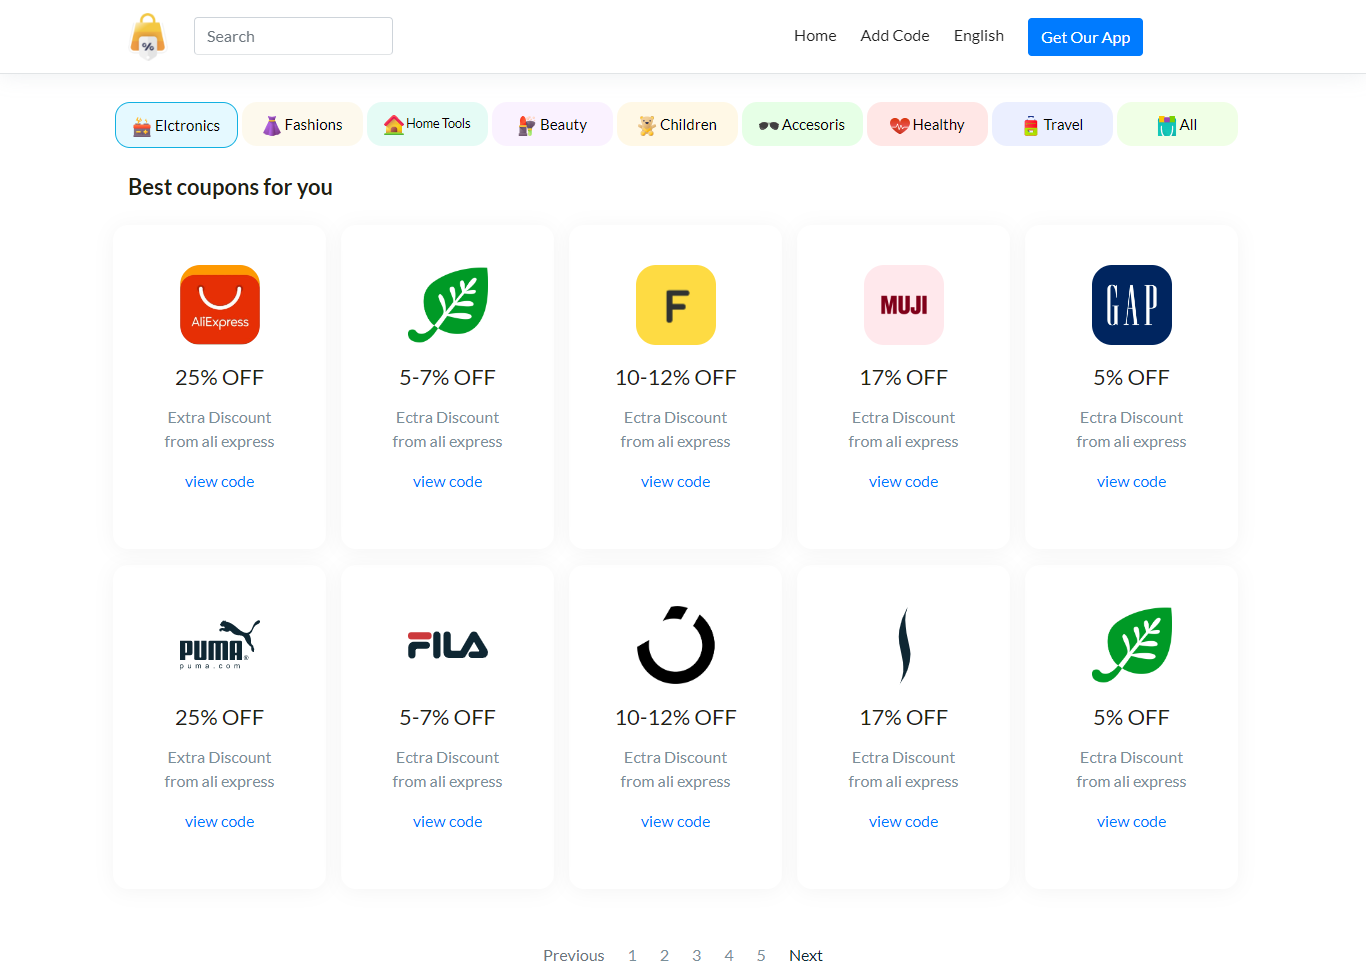 %
Search
Home
Add Code
English
Get Our App
Elctronics
Fashions
Home Tools
Beauty
Children
Accesoris
Healthy
Travel
All
Best coupons for you
AliExpress
F
MUJI
GAP
25% OFF
5-7% OFF
10-12% OFF
17% OFF
5% OFF
Extra Discount
from ali express
Ectra Discount
from ali express
Ectra Discount
from ali express
Ectra Discount
from ali express
Ectra Discount
from ali express
view code
view code
view code
view code
view code
PUMA®
puma.com
FILA
25% OFF
5-7% OFF
10-12% OFF
17% OFF
5% OFF
Extra Discount
from ali express
Ectra Discount
from ali express
Ectra Discount
from ali express
Ectra Discount
from ali express
Ectra Discount
from ali express
view code
view code
view code
view code
view code
Previous 1 2 3 4 5 Next